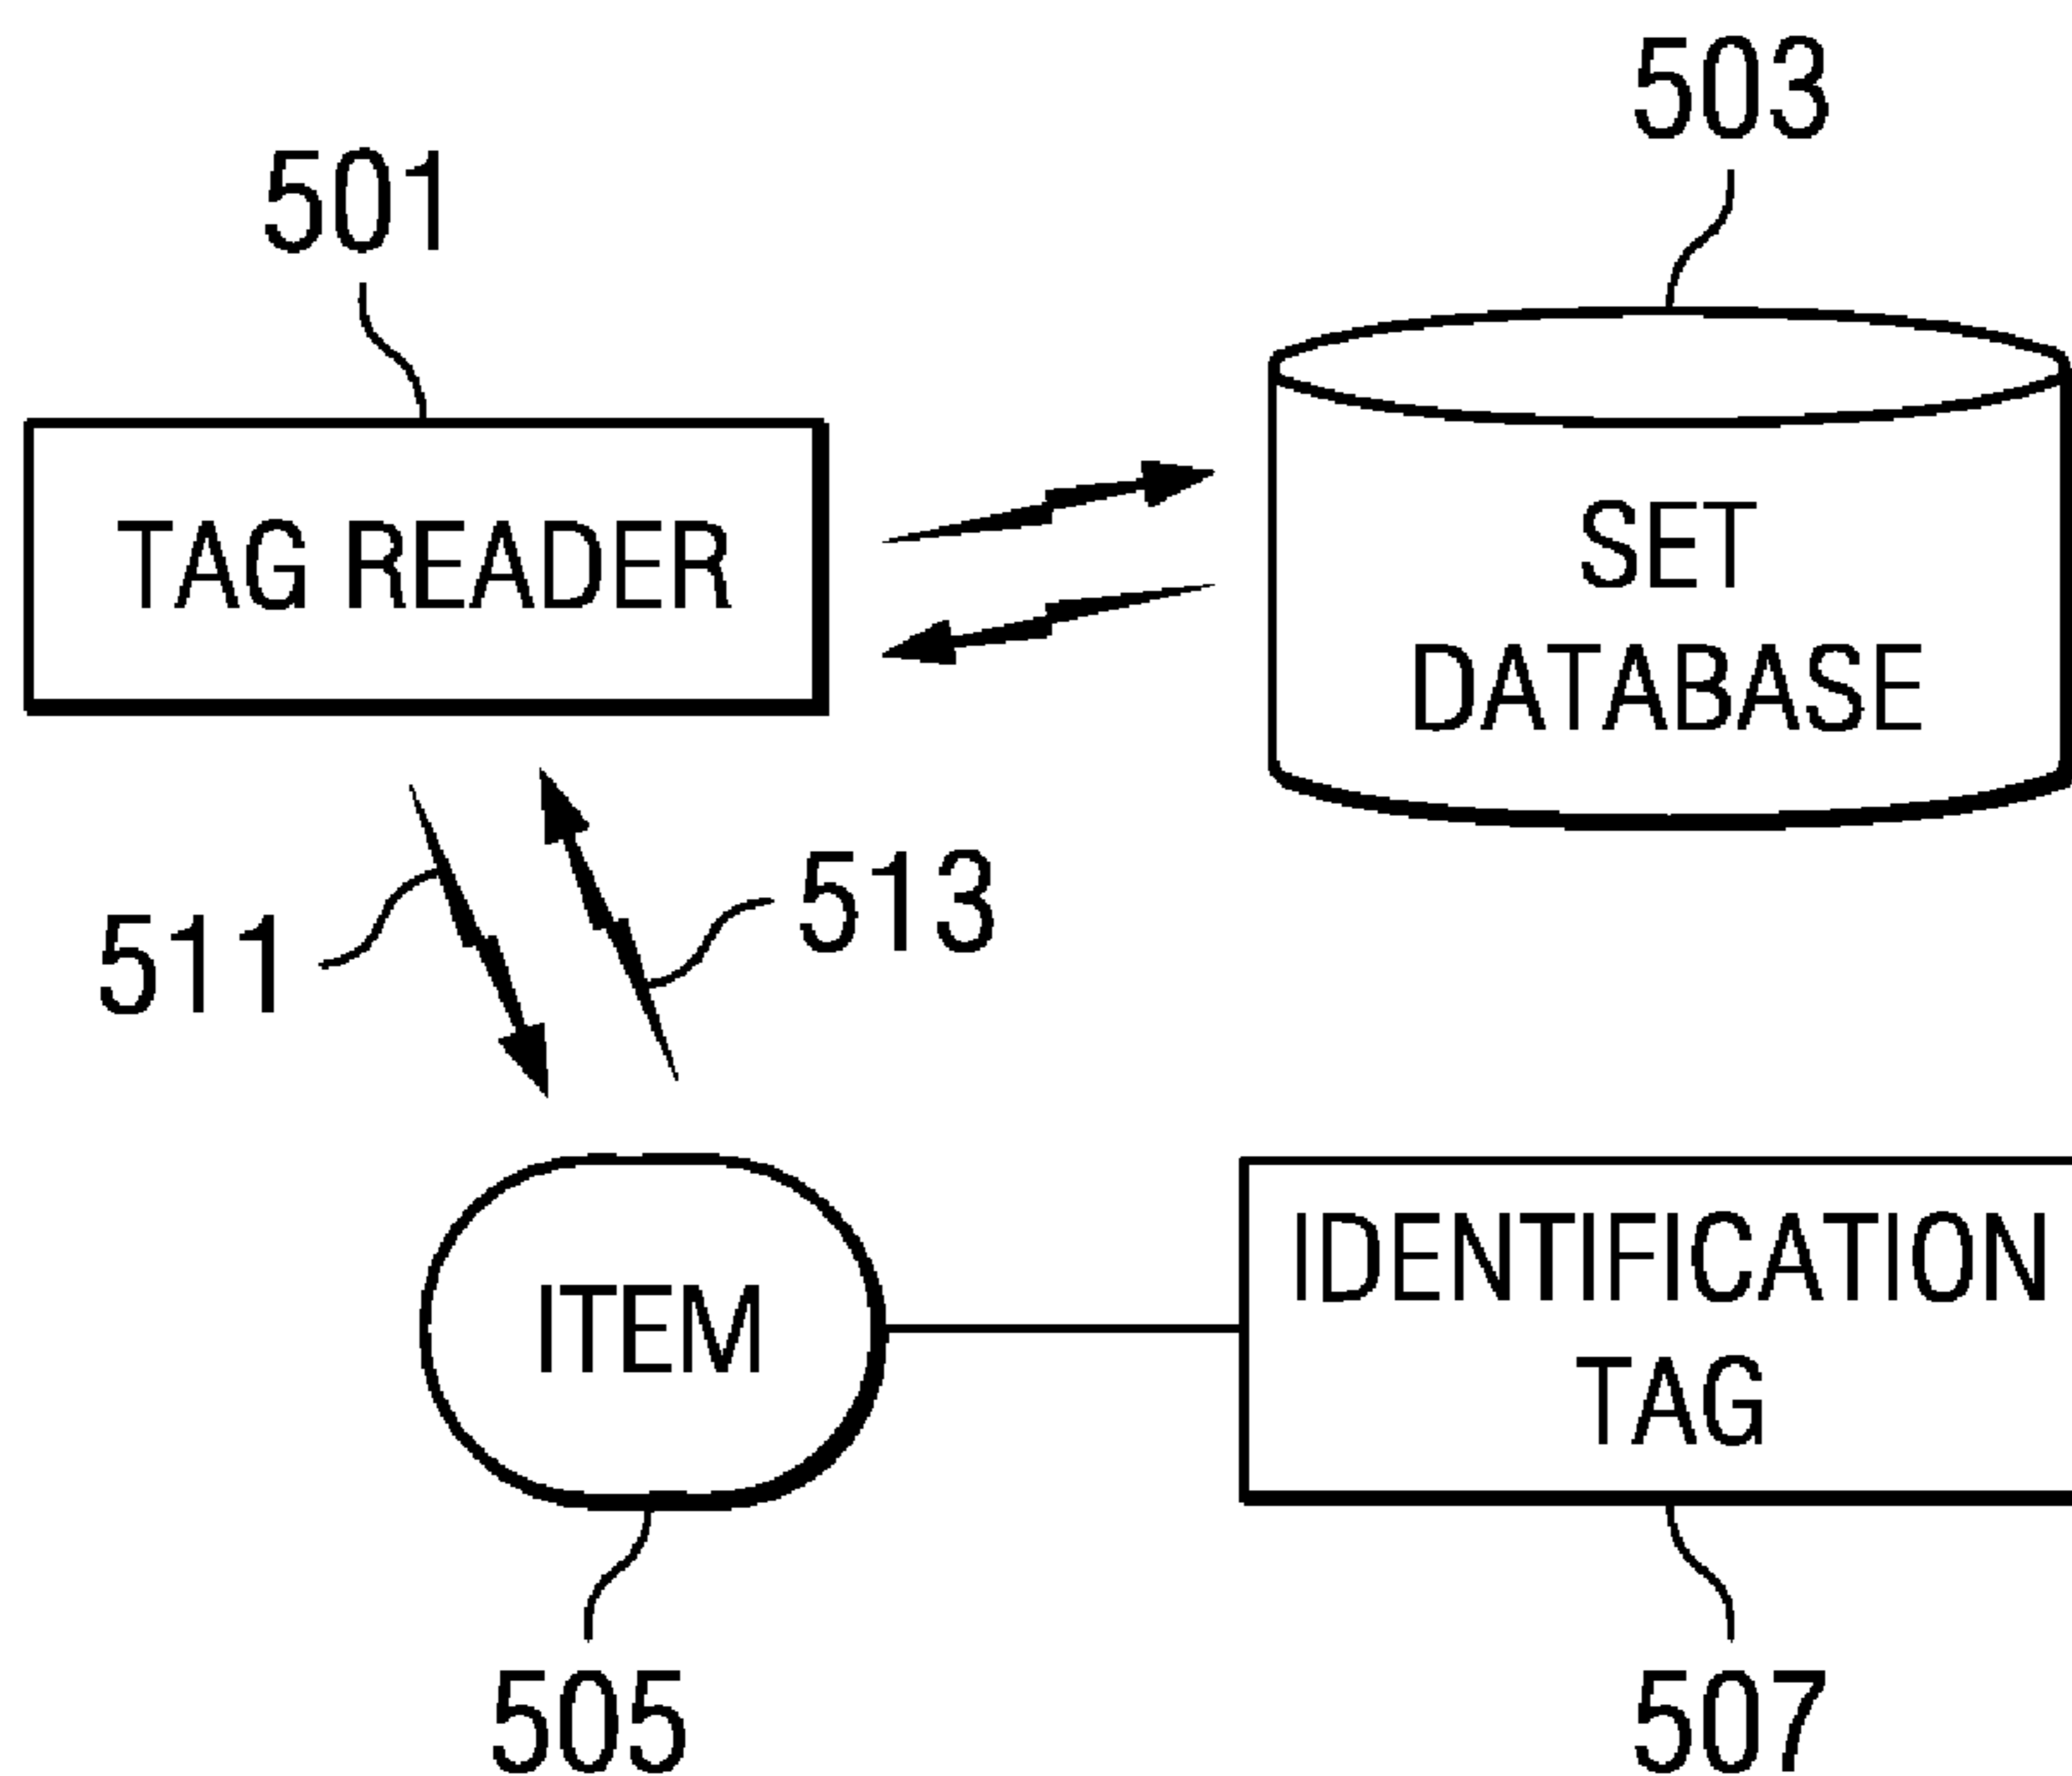 503
501
TAG READER
SET
DATABASE
513
511
ITEM
IDENTIFICATION
TAG
505
507